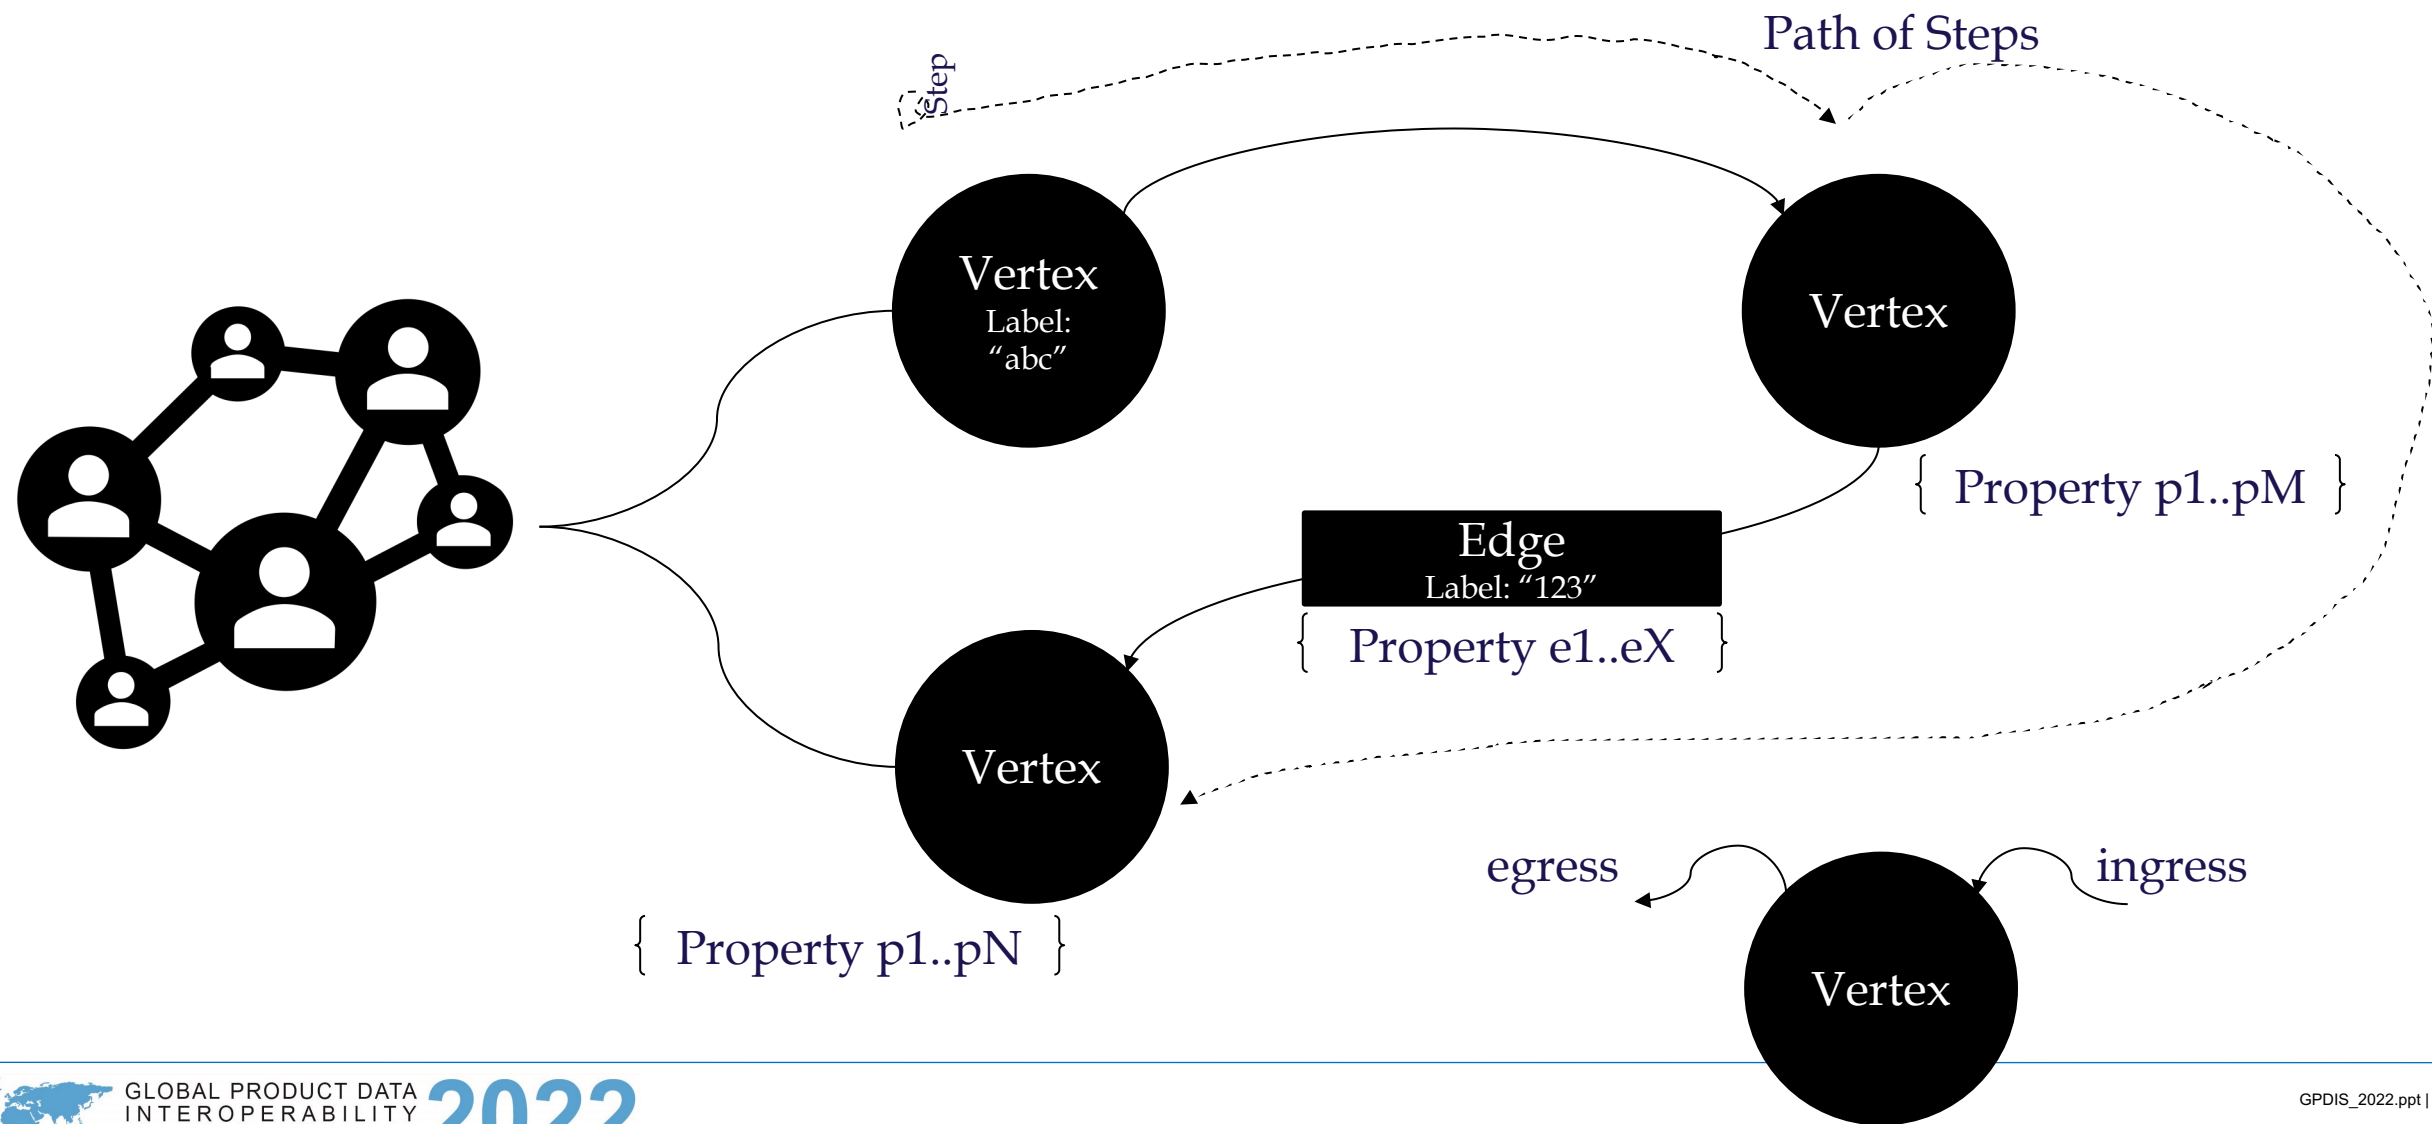 Path of Steps
Step
Vertex
Label:
“abc”
Vertex
{ Property p1..pM }
Edge
Label: “123”
{ Property e1..eX }
Vertex
egress
ingress
{ Property p1..pN }
Vertex
GLOBAL PRODUCT DATA
INTEROPERABILITY
2022
GPDIS_2022.ppt |